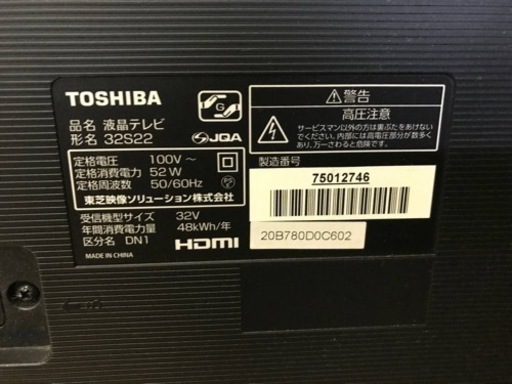 TOSHIBA
品名 液晶テレビ
形名 32S22
G
JQA
定格電圧 100V～
定格消費電力 52W
定格周波数 50/60Hz
東芝映像ソリューション株式会社
受信機型サイズ 32V
年間消費電力量 48kWh/年
区分名 DN1
HDMI
MADE IN CHINA
⚠警告
高圧注意
サービスマン以外の方は裏ぶたをあけないで
ください。内部には高電圧部分が数多く
あり、万一さわると危険です。
製造番号
75012746
20B780D0C602